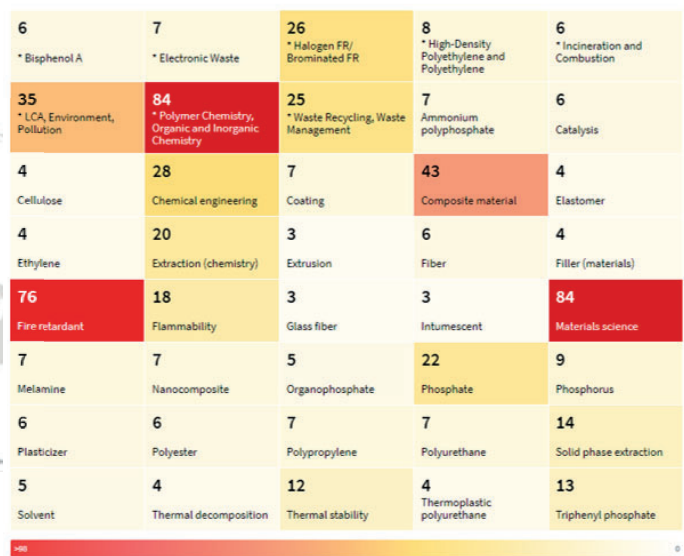 6
* Bisphenol A
7
* Electronic Waste
26
* Halogen FR/
Brominated FR
8
* High-Density
Polyethylene and
Polyethylene
6
* Incineration and
Combustion
35
* LCA, Environment,
Pollution
84
* Polymer Chemistry,
Organic and Inorganic
Chemistry
25
* Waste Recycling, Waste
Management
7
Ammonium
polyphosphate
6
Catalysis
4
Cellulose
28
Chemical engineering
7
Coating
43
Composite material
4
Elastomer
4
Ethylene
20
Extraction (chemistry)
3
Extrusion
6
Fiber
4
Filler (materials)
76
Fire retardant
18
Flammability
3
Glass fiber
3
Intumescent
84
Materials science
7
Melamine
7
Nanocomposite
5
Organophosphate
22
Phosphate
9
Phosphorus
6
Plasticizer
6
Polyester
7
Polypropylene
7
Polyurethane
14
Solid phase extraction
5
Solvent
4
Thermal decomposition
12
Thermal stability
4
Thermoplastic
polyurethane
13
Triphenyl phosphate
0